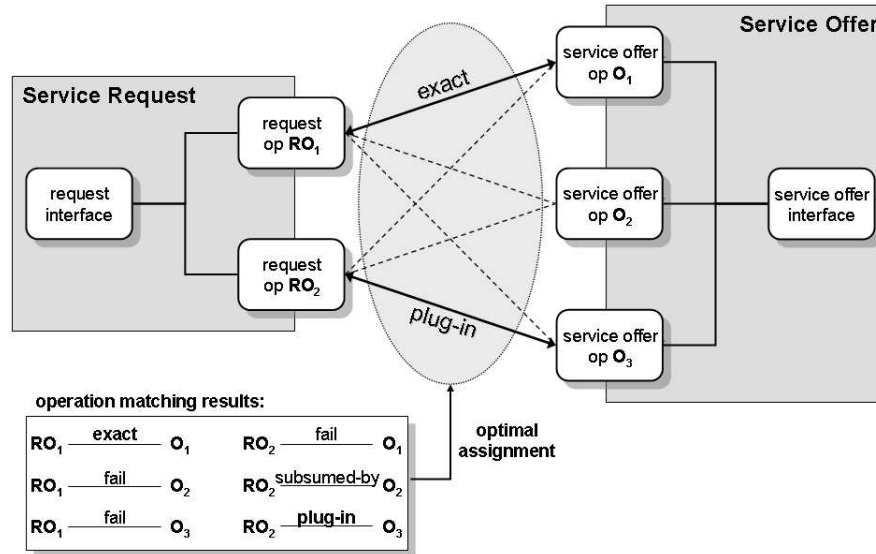 Service Offer
service offer
op O₁
exact
Service Request
request
op RO₁
request
interface
service offer
op O₂
service offer
interface
request
op RO₂
plug-in
service offer
op O₃
operation matching results:
RO₁ exact O₁
RO₂ fail O₁
RO₁ fail O₂
RO₂ subsumed-by O₂
RO₁ fail O₃
RO₂ plug-in O₃
optimal
assignment